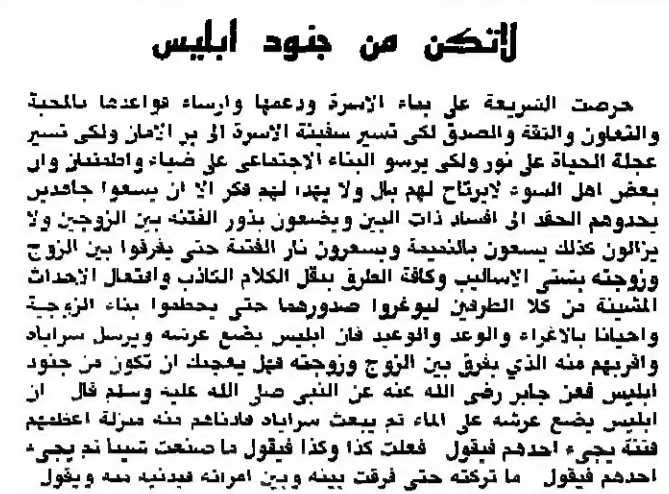 لاتكن من جنود ابليس
حرصت الشريعة على بناء الاسرة ودعمها وارساء قواعدها بالمحبة
والتعاون والثقة والصدق لكى تسير سفينة الاسرة الى بر الامان ولكى تسير
عجلة الحياة على نور ولكى يرسو البناء الاجتماعى على ضياء واطمئنان وان
بعض اهل السوء لايرتاح لهم بال ولا يهدا لهم فكر الا ان يسعوا جاهدين
يحدوهم الحقد الى افساد ذات البين ويضعون بذور الفتنه بين الزوجين ولا
يزالون كذلك يسعون بالنميمة ويسعرون نار الفتنة حتى يفرقوا بين الزوج
وزوجته بشتى الاساليب وكافة الطرق بنقل الكلام الكاذب وافتعال الاحداث
المشينة من كلا الطرفين ليوغروا صدورهما حتى يحطموا بناء الزوجية
واحيانا بالاغراء والوعد والوعيد فان ابليس يضع عرشه ويرسل سراياه
واقربهم منه الذي يفرق بين الزوج وزوجته فهل يعجبك ان تكون من جنود
ابليس فعن جابر رضى الله عنه عن النبى صلى الله عليه وسلم قال ان
ابليس يضع عرشه على الماء ثم يبعث سراياه فادناهم منه منزلة اعظمهم
فتنة يجىء احدهم فيقول فعلت كذا وكذا فيقول ما صنعت شيئا ثم يجىء
احدهم فيقول ما تركته حتى فرقت بينه وبين امراته فيدنيه منه ويقول